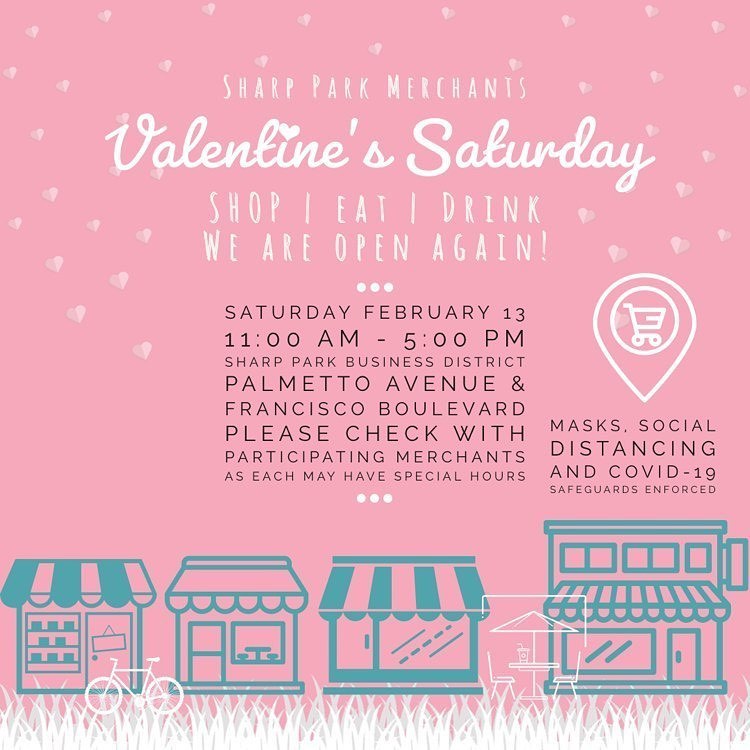 Sharp Park Merchants
Valentine's Saturday
SHOP | EAT | DRINK
WE ARE OPEN AGAIN!
SATURDAY FEBRUARY 13
11:00 AM - 5:00 PM
SHARP PARK BUSINESS DISTRICT
PALMETTO AVENUE &
FRANCISCO BOULEVARD
PLEASE CHECK WITH
PARTICIPATING MERCHANTS
AS EACH MAY HAVE SPECIAL HOURS
MASKS, SOCIAL
DISTANCING
AND COVID-19
SAFEGUARDS ENFORCED